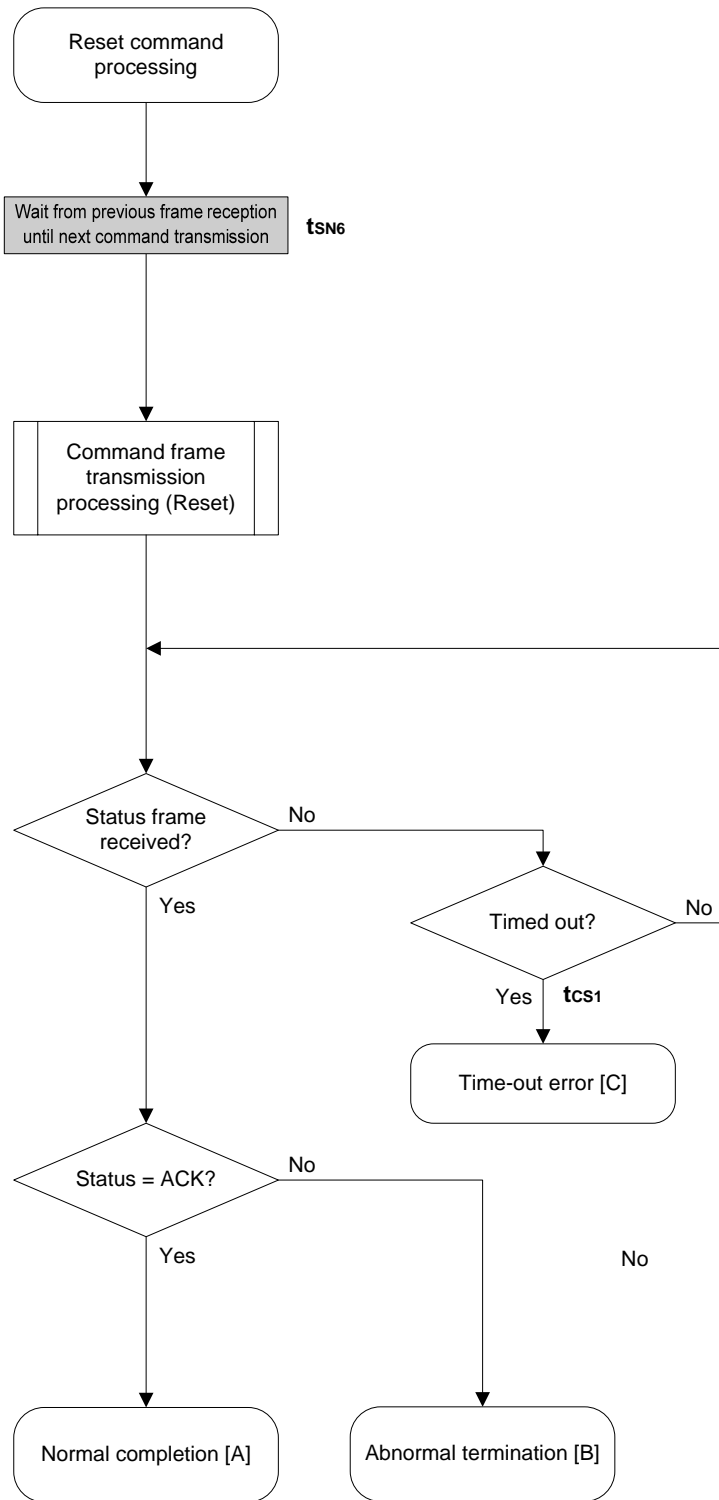 Reset command
processing
Wait from previous frame reception
until next command transmission
tSN6
Command frame
transmission
processing (Reset)
Status frame
received?
No
Yes
Timed out?
No
Yes
tCS1
Time-out error [C]
Status = ACK?
No
Yes
No
Normal completion [A]
Abnormal termination [B]